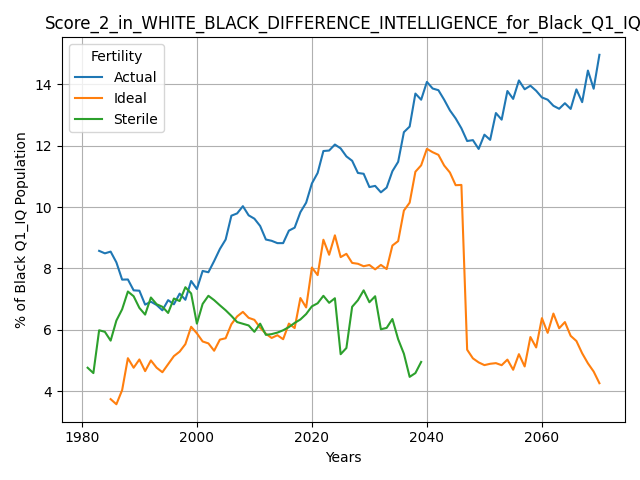 Score_2_in_WHITE_BLACK_DIFFERENCE_INTELLIGENCE_for_Black_Q1_IQ
Fertility
Actual
Ideal
Sterile
% of Black Q1_IQ Population
14
12
10
8
6
4
1980
2000
2020
2040
2060
Years